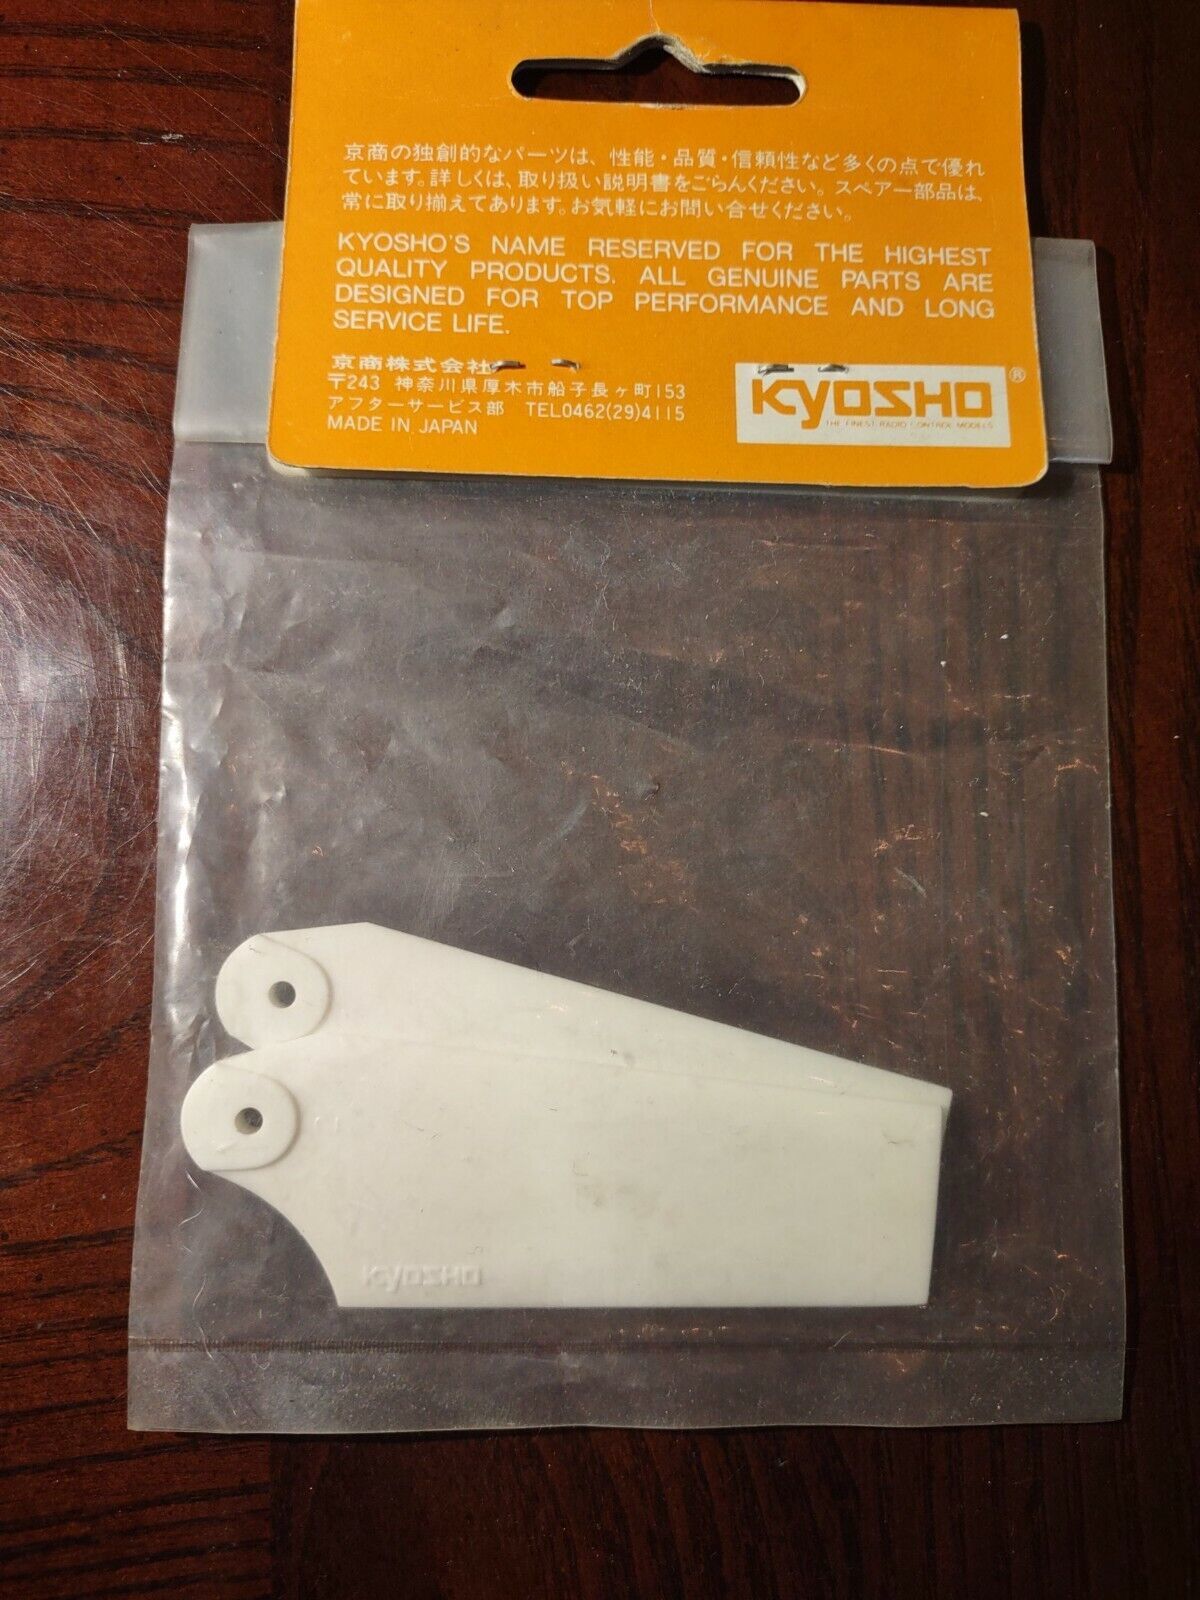 京商の独創的なパーツは、性能・品質・信頼性など多くの点で優れ
ています。詳しくは、取り扱い説明書をごらんください。スペアー部品は、
常に取り揃えてあります。お気軽にお問い合せください。
KYOSHO'S NAME RESERVED FOR THE HIGHEST
QUALITY PRODUCTS. ALL GENUINE PARTS ARE
DESIGNED FOR TOP PERFORMANCE AND LONG
SERVICE LIFE.
京商株式会社
〒243 神奈川県厚木市船子長ヶ町153
アフターサービス部 TEL0462(29)4115
MADE IN JAPAN
KYOSHO®
THE FINEST RADIO CONTROL MODELS
KYOSHO